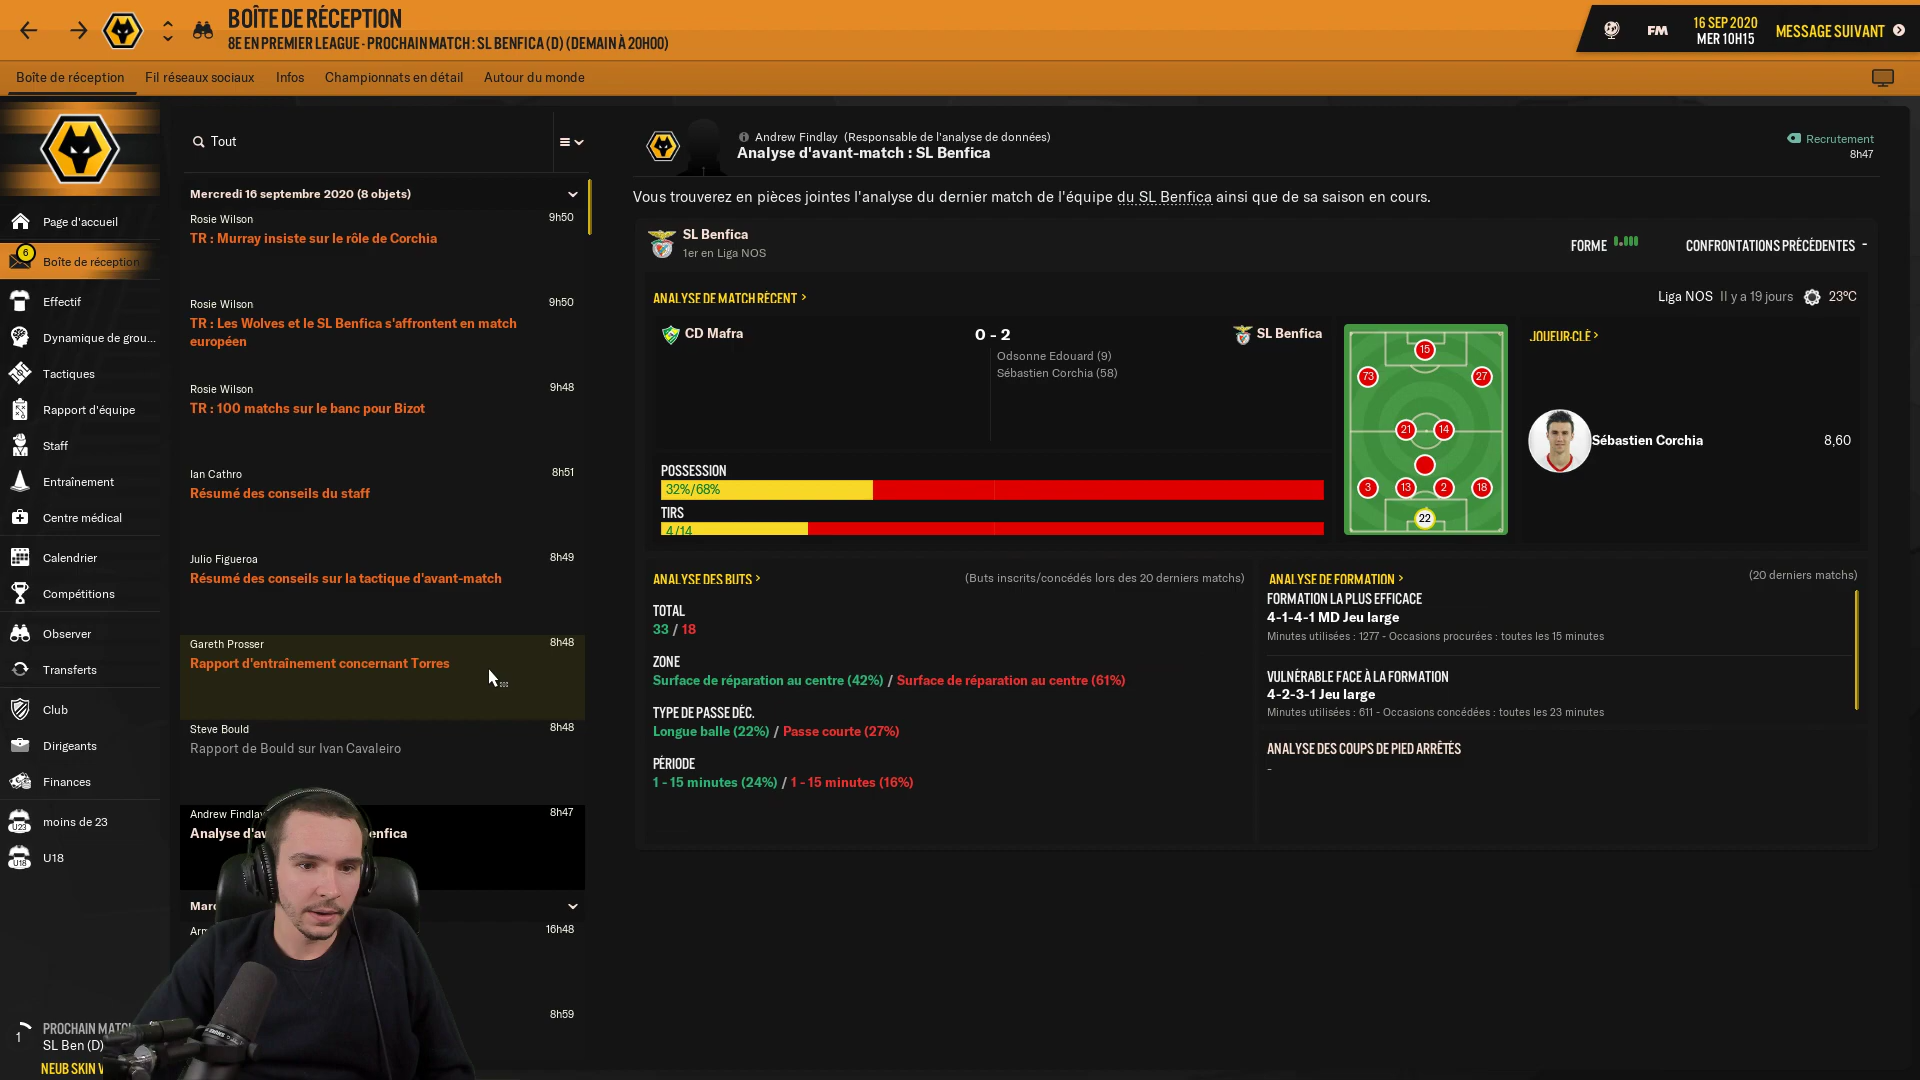 BOÎTE DE RÉCEPTION
8E EN PREMIER LEAGUE - PROCHAIN MATCH : SL BENFICA (D) (DEMAIN À 20H00)
FM
16 SEP 2020
MER 10H15
MESSAGE SUIVANT
Boîte de réception
Fil réseaux sociaux
Infos
Championnats en détail
Autour du monde
Page d'accueil
6
Boîte de réception
Effectif
Dynamique de grou...
Tactiques
Rapport d'équipe
Staff
Entraînement
Centre médical
Calendrier
Compétitions
Observer
Transferts
Club
Dirigeants
Finances
U23
moins de 23
U18
U18
1
PROCHAIN
SL Ben (D)
NEUB SKIN
Tout
Mercredi 16 septembre 2020 (8 objets)
Rosie Wilson 9h50
TR : Murray insiste sur le rôle de Corchia
Rosie Wilson 9h50
TR : Les Wolves et le SL Benfica s'affrontent en match
européen
Rosie Wilson 9h48
TR : 100 matchs sur le banc pour Bizot
Ian Cathro 8h51
Résumé des conseils du staff
Julio Figueroa 8h49
Résumé des conseils sur la tactique d'avant-match
Gareth Prosser 8h48
Rapport d'entraînement concernant Torres
Steve Bould 8h48
Rapport de Bould sur Ivan Cavaleiro
Andrew Findlay 8h47
16h48
8h59
Andrew Findlay (Responsable de l'analyse de données)
Analyse d'avant-match : SL Benfica
Recrutement
8h47
Vous trouverez en pièces jointes l'analyse du dernier match de l'équipe du SL Benfica ainsi que de sa saison en cours.
SL Benfica
1er en Liga NOS
FORME
CONFRONTATIONS PRÉCÉDENTES -
ANALYSE DE MATCH RÉCENT >
Liga NOS Il y a 19 jours 23°C
CD Mafra 0 - 2 SL Benfica
Odsonne Edouard (9)
Sébastien Corchia (58)
POSSESSION
32%/68%
TIRS
4/14
15
73 27
21 14
3 13 2 18
22
JOUEUR-CLÉ >
Sébastien Corchia 8,60
ANALYSE DES BUTS >
(Buts inscrits/concédés lors des 20 derniers matchs)
TOTAL
33 / 18
ZONE
Surface de réparation au centre (42%) / Surface de réparation au centre (61%)
TYPE DE PASSE DÉC.
Longue balle (22%) / Passe courte (27%)
PÉRIODE
1 - 15 minutes (24%) / 1 - 15 minutes (16%)
ANALYSE DE FORMATION >
(20 derniers matchs)
FORMATION LA PLUS EFFICACE
4-1-4-1 MD Jeu large
Minutes utilisées : 1277 - Occasions procurées : toutes les 15 minutes
VULNÉRABLE FACE À LA FORMATION
4-2-3-1 Jeu large
Minutes utilisées : 611 - Occasions concédées : toutes les 23 minutes
ANALYSE DES COUPS DE PIED ARRÊTÉS
-